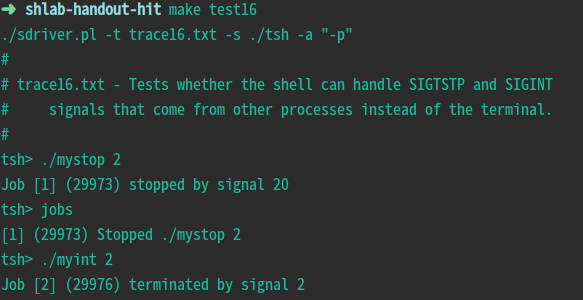 ➜ shlab-handout-hit make test16
./sdriver.pl -t trace16.txt -s ./tsh -a "-p"
#
# trace16.txt - Tests whether the shell can handle SIGTSTP and SIGINT
#     signals that come from other processes instead of the terminal.
#
tsh> ./mystop 2
Job [1] (29973) stopped by signal 20
tsh> jobs
[1] (29973) Stopped ./mystop 2
tsh> ./myint 2
Job [2] (29976) terminated by signal 2